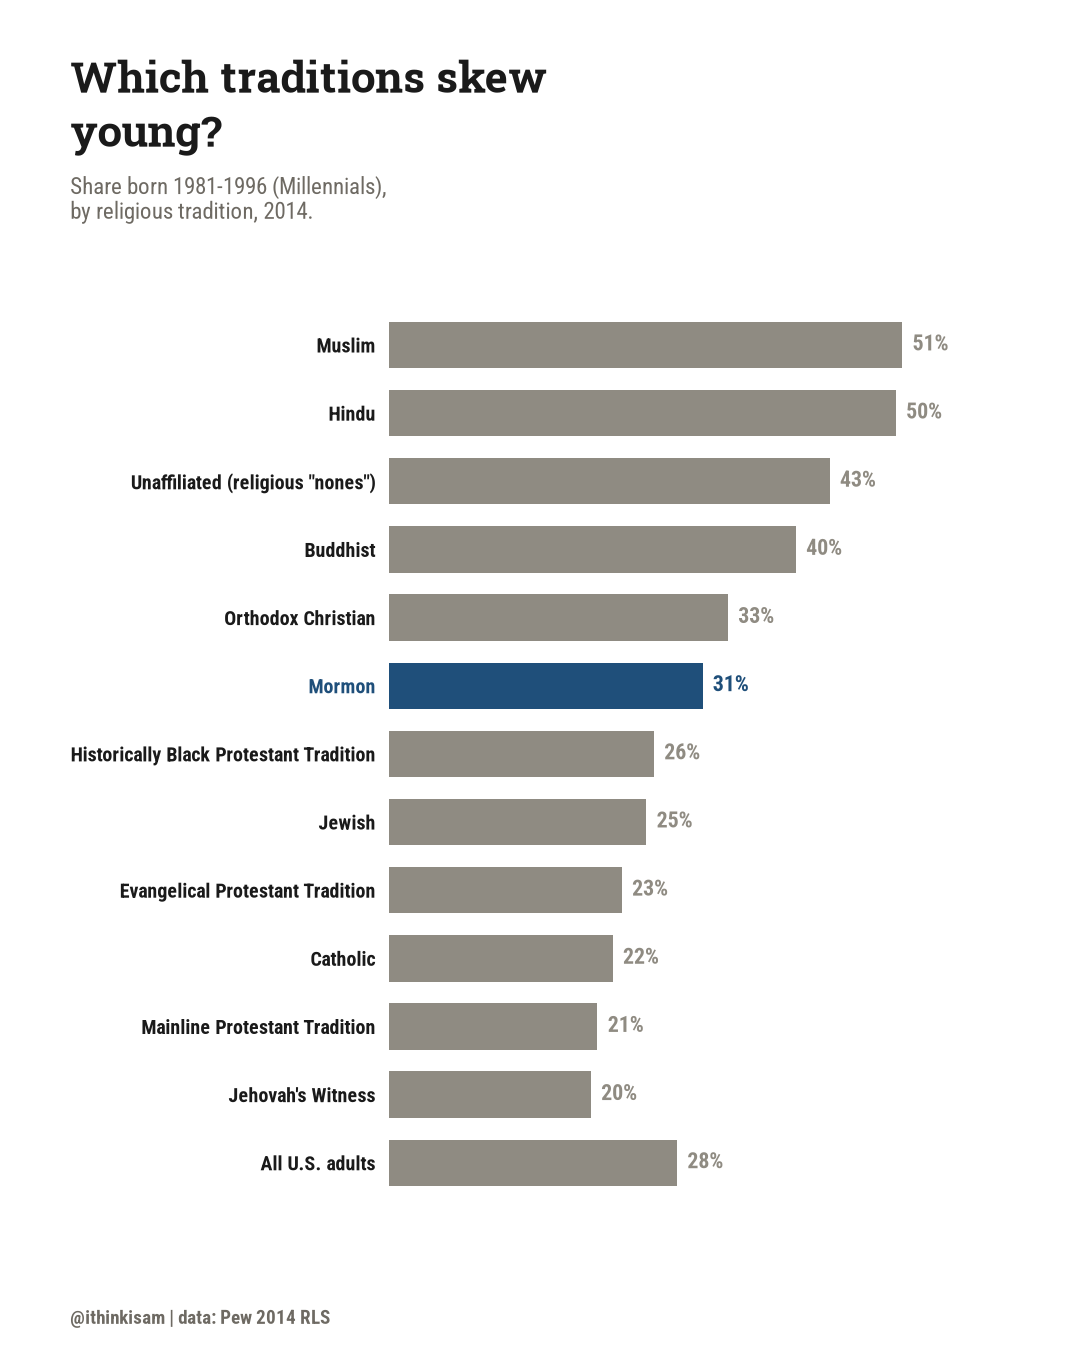 Which traditions skew
young?
Share born 1981-1996 (Millennials),
by religious tradition, 2014.
Muslim 51%
Hindu 50%
Unaffiliated (religious "nones") 43%
Buddhist 40%
Orthodox Christian 33%
Mormon 31%
Historically Black Protestant Tradition 26%
Jewish 25%
Evangelical Protestant Tradition 23%
Catholic 22%
Mainline Protestant Tradition 21%
Jehovah's Witness 20%
All U.S. adults 28%
@ithinkisam | data: Pew 2014 RLS